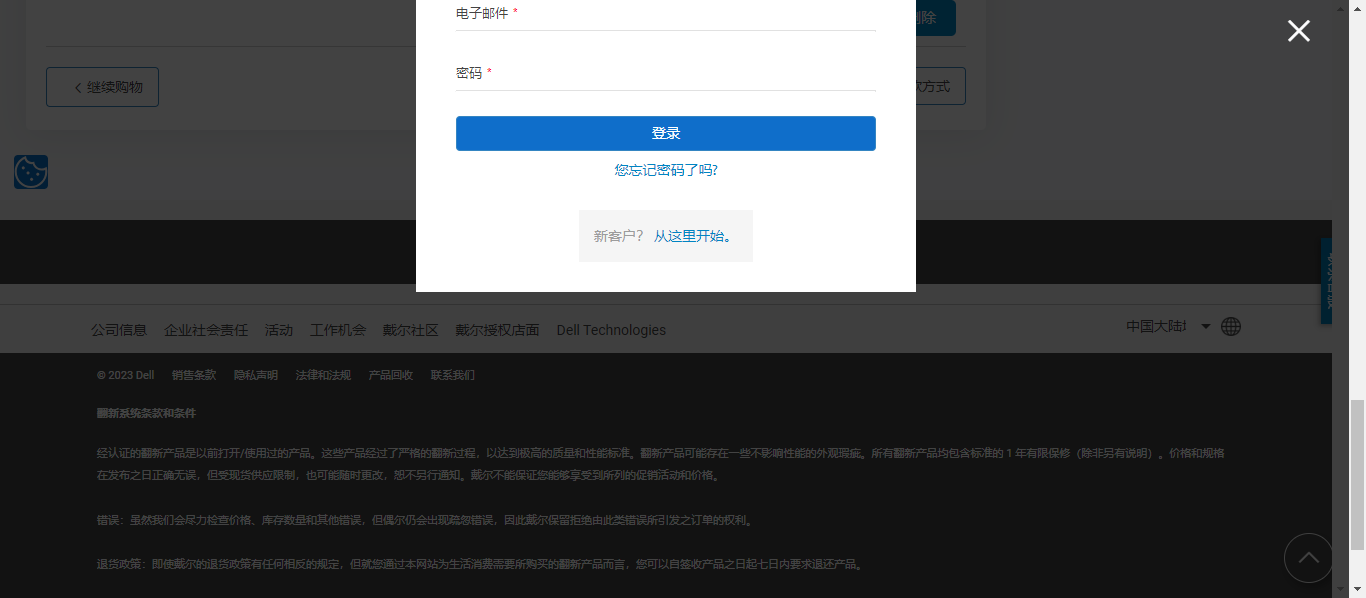 电子邮件 *
删除
密码 *
继续购物
方式
登录
您忘记密码了吗?
新客户? 从这里开始。
公司信息 企业社会责任 活动 工作机会 戴尔社区 戴尔授权店面 Dell Technologies
中国大陆
© 2023 Dell 销售条款 隐私声明 法律和法规 产品回收 联系我们
翻新系统条款和条件
经认证的翻新产品是以前打开/使用过的产品。这些产品经过了严格的翻新过程，以达到极高的质量和性能标准。翻新产品可能存在一些不影响性能的外观瑕疵。所有翻新产品均包含标准的 1 年有限保修（除非另有说明）。价格和规格
在发布之日正确无误，但受现货供应限制，也可能随时更改，恕不另行通知。戴尔不能保证您能够享受到所列的促销活动和价格。
错误：虽然我们会尽力检查价格、库存数量和其他错误，但偶尔仍会出现疏忽错误，因此戴尔保留拒绝由此类错误所引发之订单的权利。
退货政策：即使戴尔的退货政策有任何相反的规定，但就您通过本网站为生活消费需要所购买的翻新产品而言，您可以自签收产品之日起七日内要求退还产品。